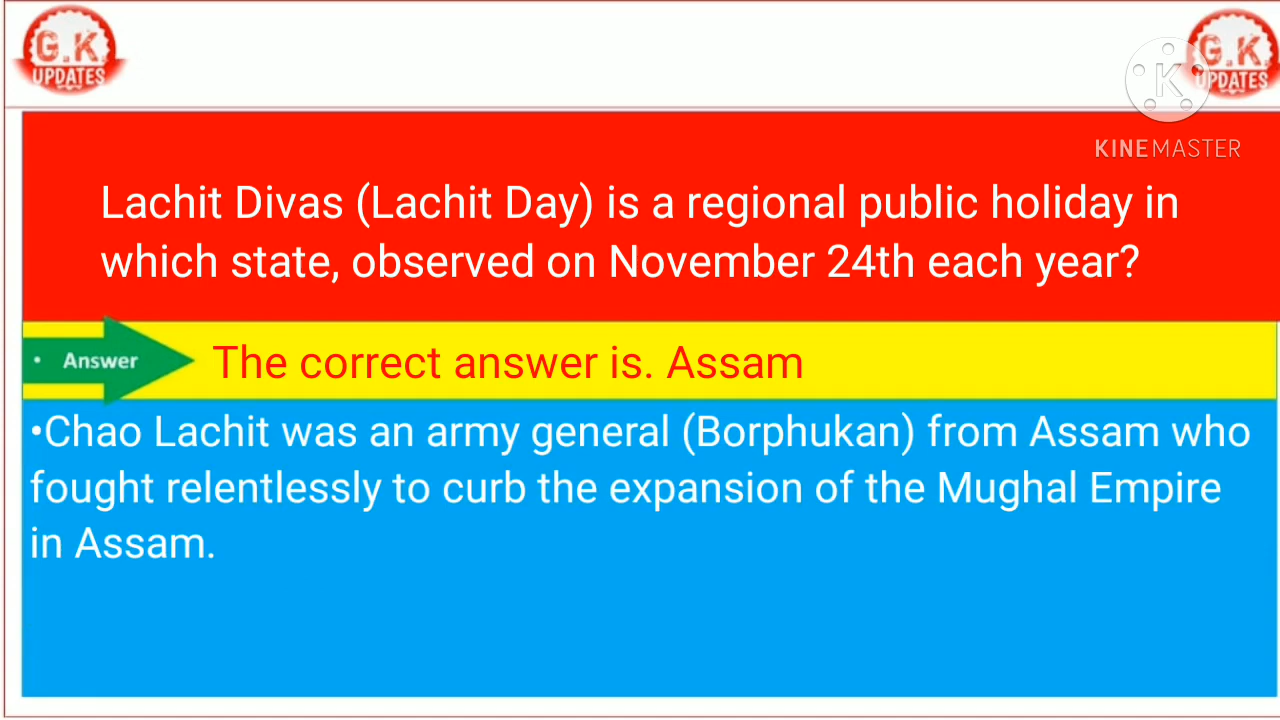 G.K.
UPDATES
G.K.
UPDATES
K
KINEMASTER
Lachit Divas (Lachit Day) is a regional public holiday in
which state, observed on November 24th each year?
• Answer
The correct answer is. Assam
•Chao Lachit was an army general (Borphukan) from Assam who
fought relentlessly to curb the expansion of the Mughal Empire
in Assam.